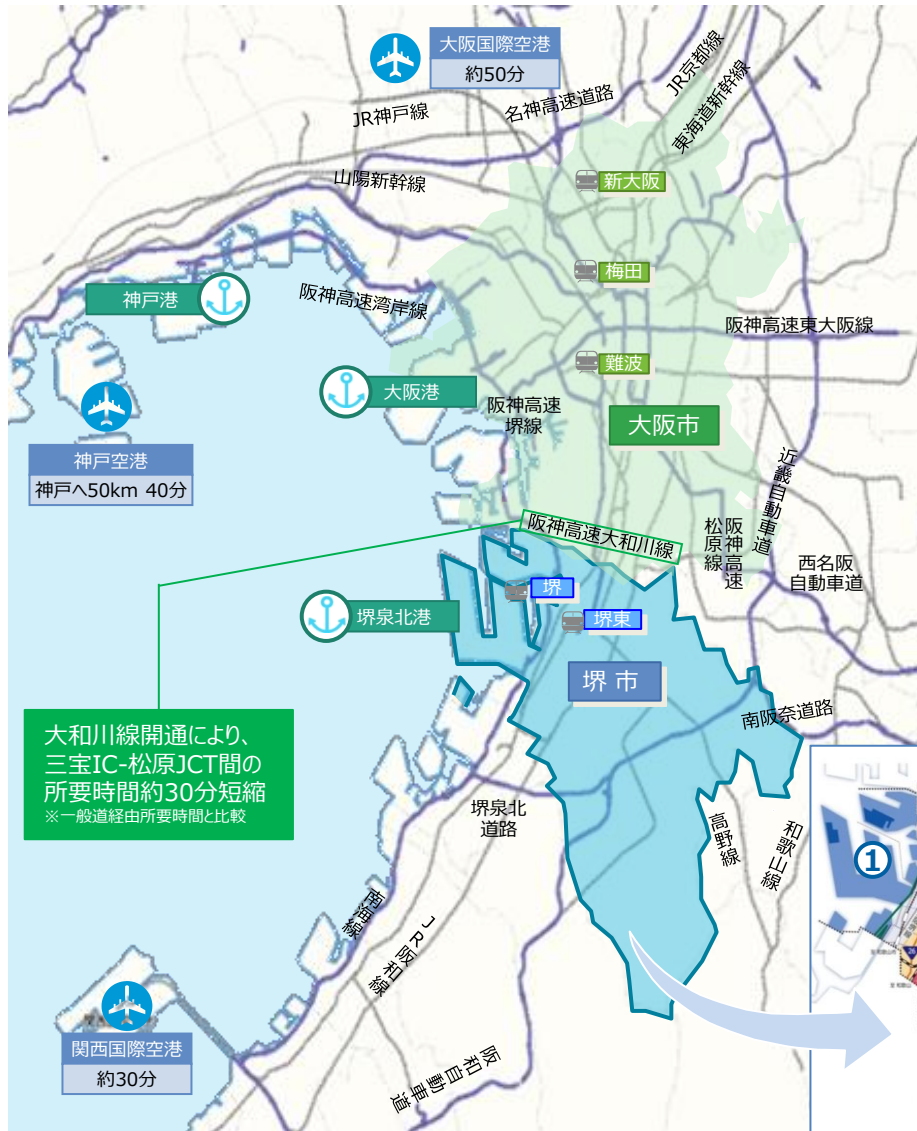 大阪国際空港
約50分
JR京都線
東海道新幹線
名神高速道路
JR神戸線
山陽新幹線
新大阪
梅田
神戸港
阪神高速湾岸線
阪神高速東大阪線
難波
大阪港
阪神高速
堺線
大阪市
神戸空港
神戸へ50km 40分
近畿自動車道
阪神高速
松原線
阪神高速大和川線
西名阪
自動車道
堺
堺東
堺泉北港
堺 市
南阪奈道路
大和川線開通により、
三宝IC-松原JCT間の
所要時間約30分短縮
※一般道経由所要時間と比較
堺泉北
道路
高野線
和歌山線
①
南海線
JR阪和線
26
関西国際空港
約30分
阪和自動車道